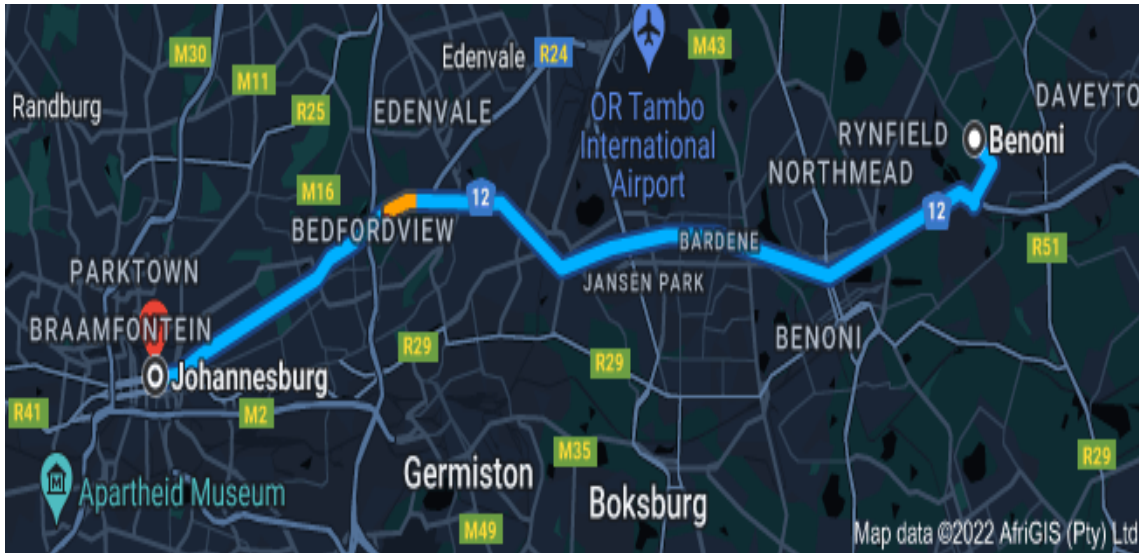 M30
Edenvale
R24
M43
M11
Randburg
R25
EDENVALE
OR Tambo
International
Airport
DAVEYTO
RYNFIELD
Benoni
NORTHMEAD
M16
12
12
BEDFORDVIEW
BARDENE
R51
PARKTOWN
JANSEN PARK
BRAAMFONTEIN
BENONI
R29
R29
Johannesburg
R41
M2
M35
R29
Germiston
Apartheid Museum
Boksburg
M49
Map data ©2022 AfriGIS (Pty) Ltd